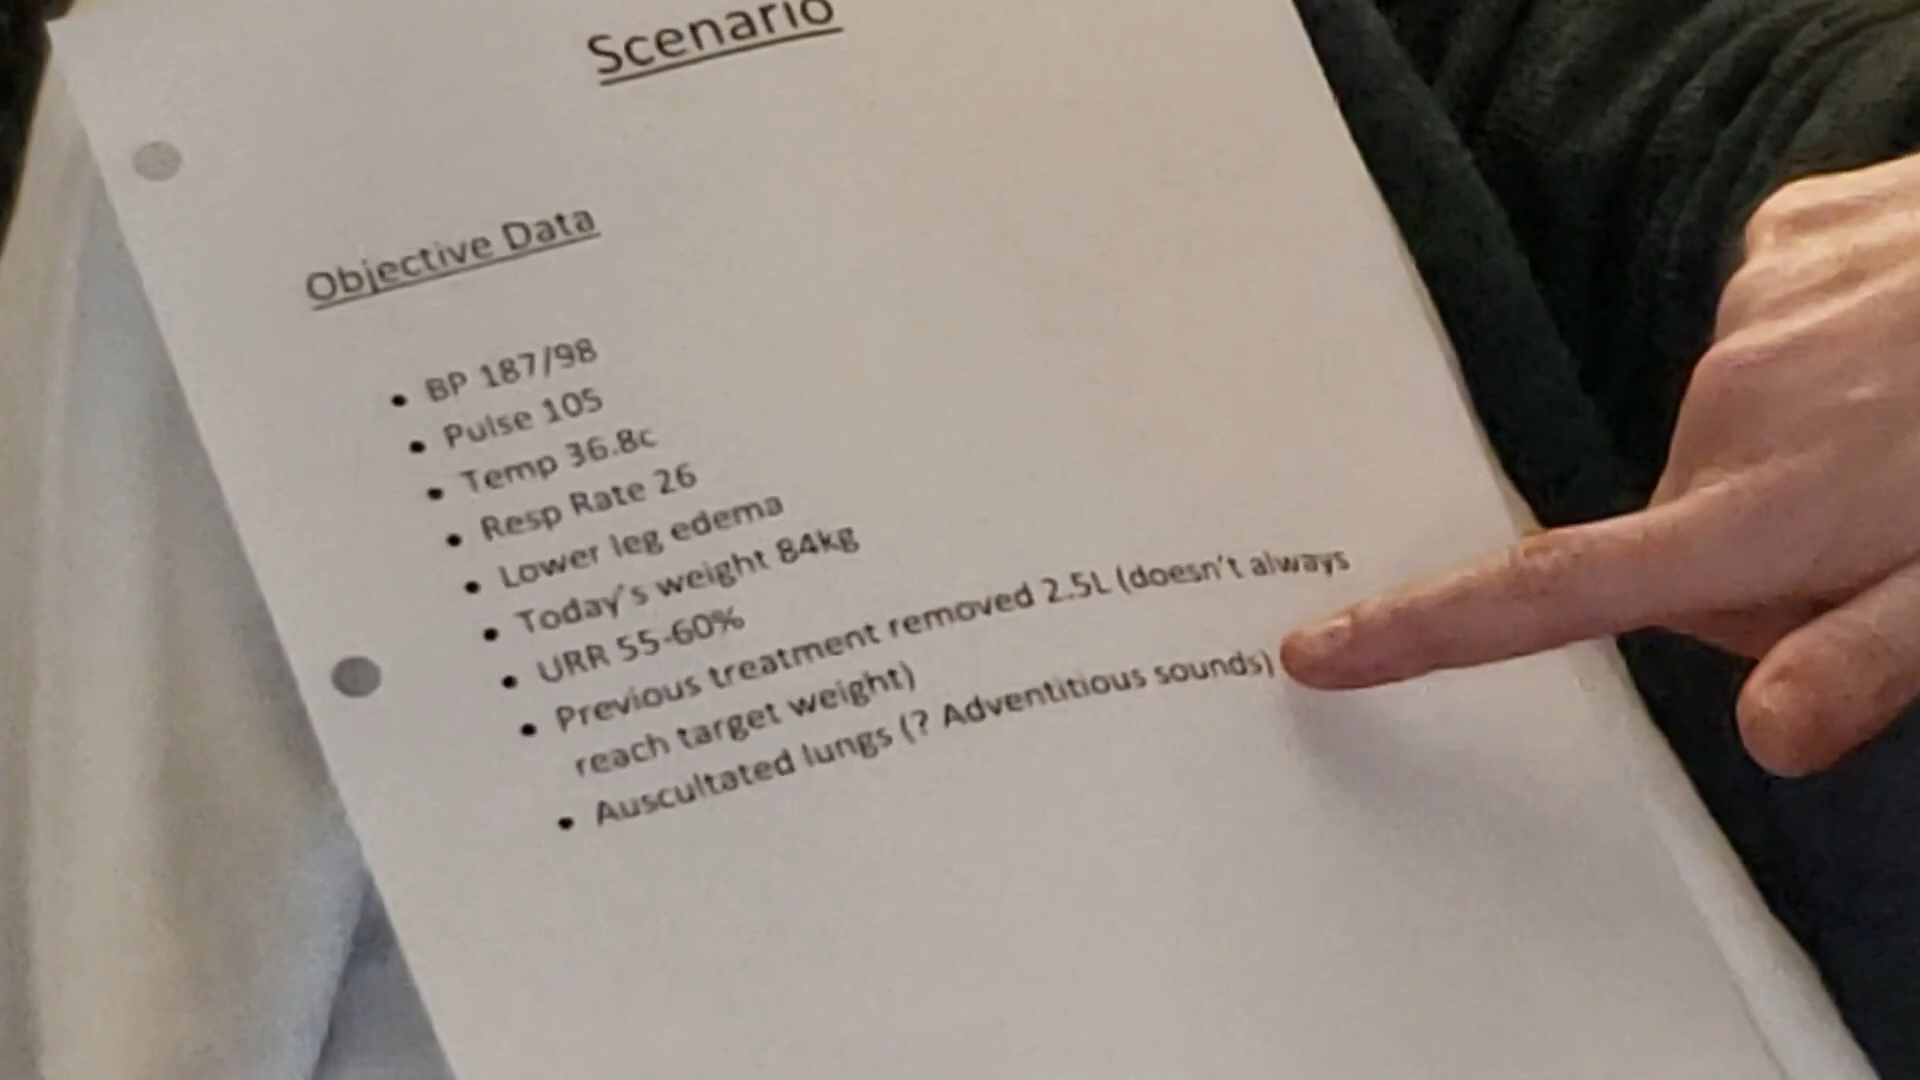 Scenario
Objective Data
• BP 187/98
• Pulse 105
• Temp 36.8c
• Resp Rate 26
• Lower leg edema
• Today's weight 84kg
• URR 55-60%
• Previous treatment removed 2.5L (doesn't always
reach target weight)
• Auscultated lungs (? Adventitious sounds)